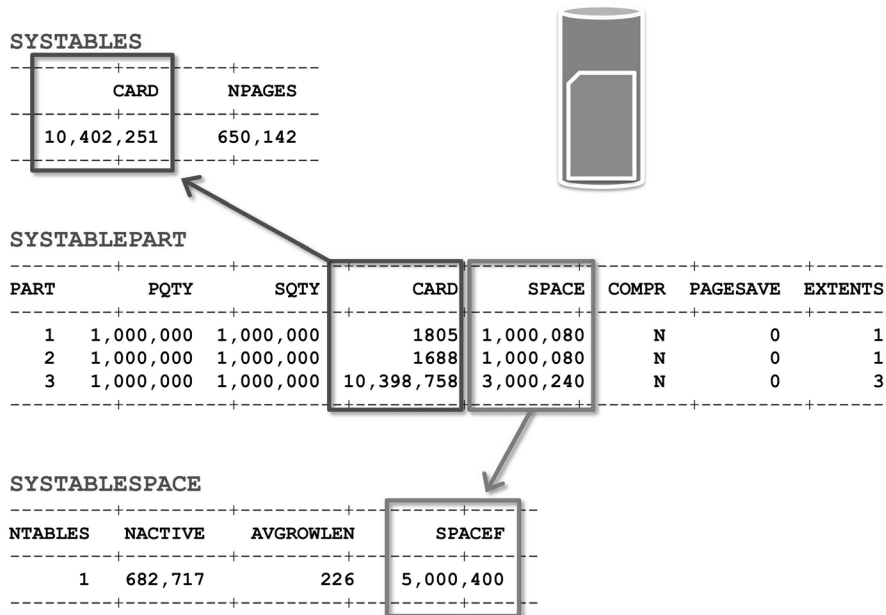 SYSTABLES
CARD NPAGES
10,402,251 650,142
SYSTABLEPART
PART PQTY SQTY CARD SPACE COMPR PAGESAVE EXTENTS
1 1,000,000 1,000,000 1805 1,000,080 N 0 1
2 1,000,000 1,000,000 1688 1,000,080 N 0 1
3 1,000,000 1,000,000 10,398,758 3,000,240 N 0 3
SYSTABLESPACE
NTABLES NACTIVE AVGROWLEN SPACEF
1 682,717 226 5,000,400